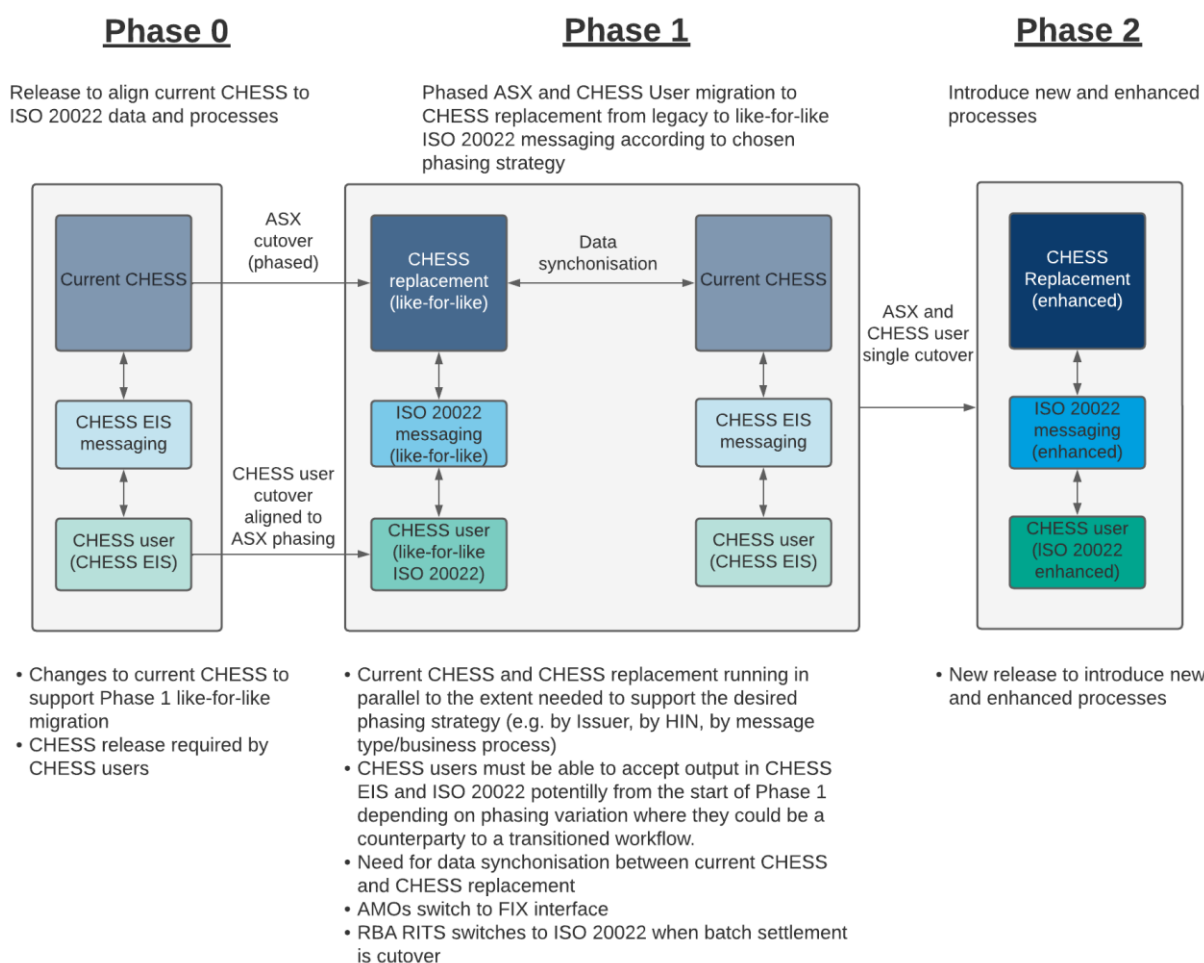 Phase 0
Release to align current CHESS to
ISO 20022 data and processes
Current CHESS
CHESS EIS
messaging
CHESS user
(CHESS EIS)
ASX
cutover
(phased)
CHESS user
cutover
aligned to
ASX phasing
• Changes to current CHESS to
support Phase 1 like-for-like
migration
• CHESS release required by
CHESS users
Phase 1
Phased ASX and CHESS User migration to
CHESS replacement from legacy to like-for-like
ISO 20022 messaging according to chosen
phasing strategy
CHESS
replacement
(like-for-like)
Data
synchonisation
Current CHESS
ISO 20022
messaging
(like-for-like)
CHESS EIS
messaging
CHESS user
(like-for-like
ISO 20022)
CHESS user
(CHESS EIS)
• Current CHESS and CHESS replacement running in
parallel to the extent needed to support the desired
phasing strategy (e.g. by Issuer, by HIN, by message
type/business process)
• CHESS users must be able to accept output in CHESS
EIS and ISO 20022 potentilly from the start of Phase 1
depending on phasing variation where they could be a
counterparty to a transitioned workflow.
• Need for data synchonisation between current CHESS
and CHESS replacement
• AMOs switch to FIX interface
• RBA RITS switches to ISO 20022 when batch settlement
is cutover
ASX and
CHESS user
single cutover
Phase 2
Introduce new and enhanced
processes
CHESS
Replacement
(enhanced)
ISO 20022
messaging
(enhanced)
CHESS user
(ISO 20022
enhanced)
• New release to introduce new
and enhanced processes